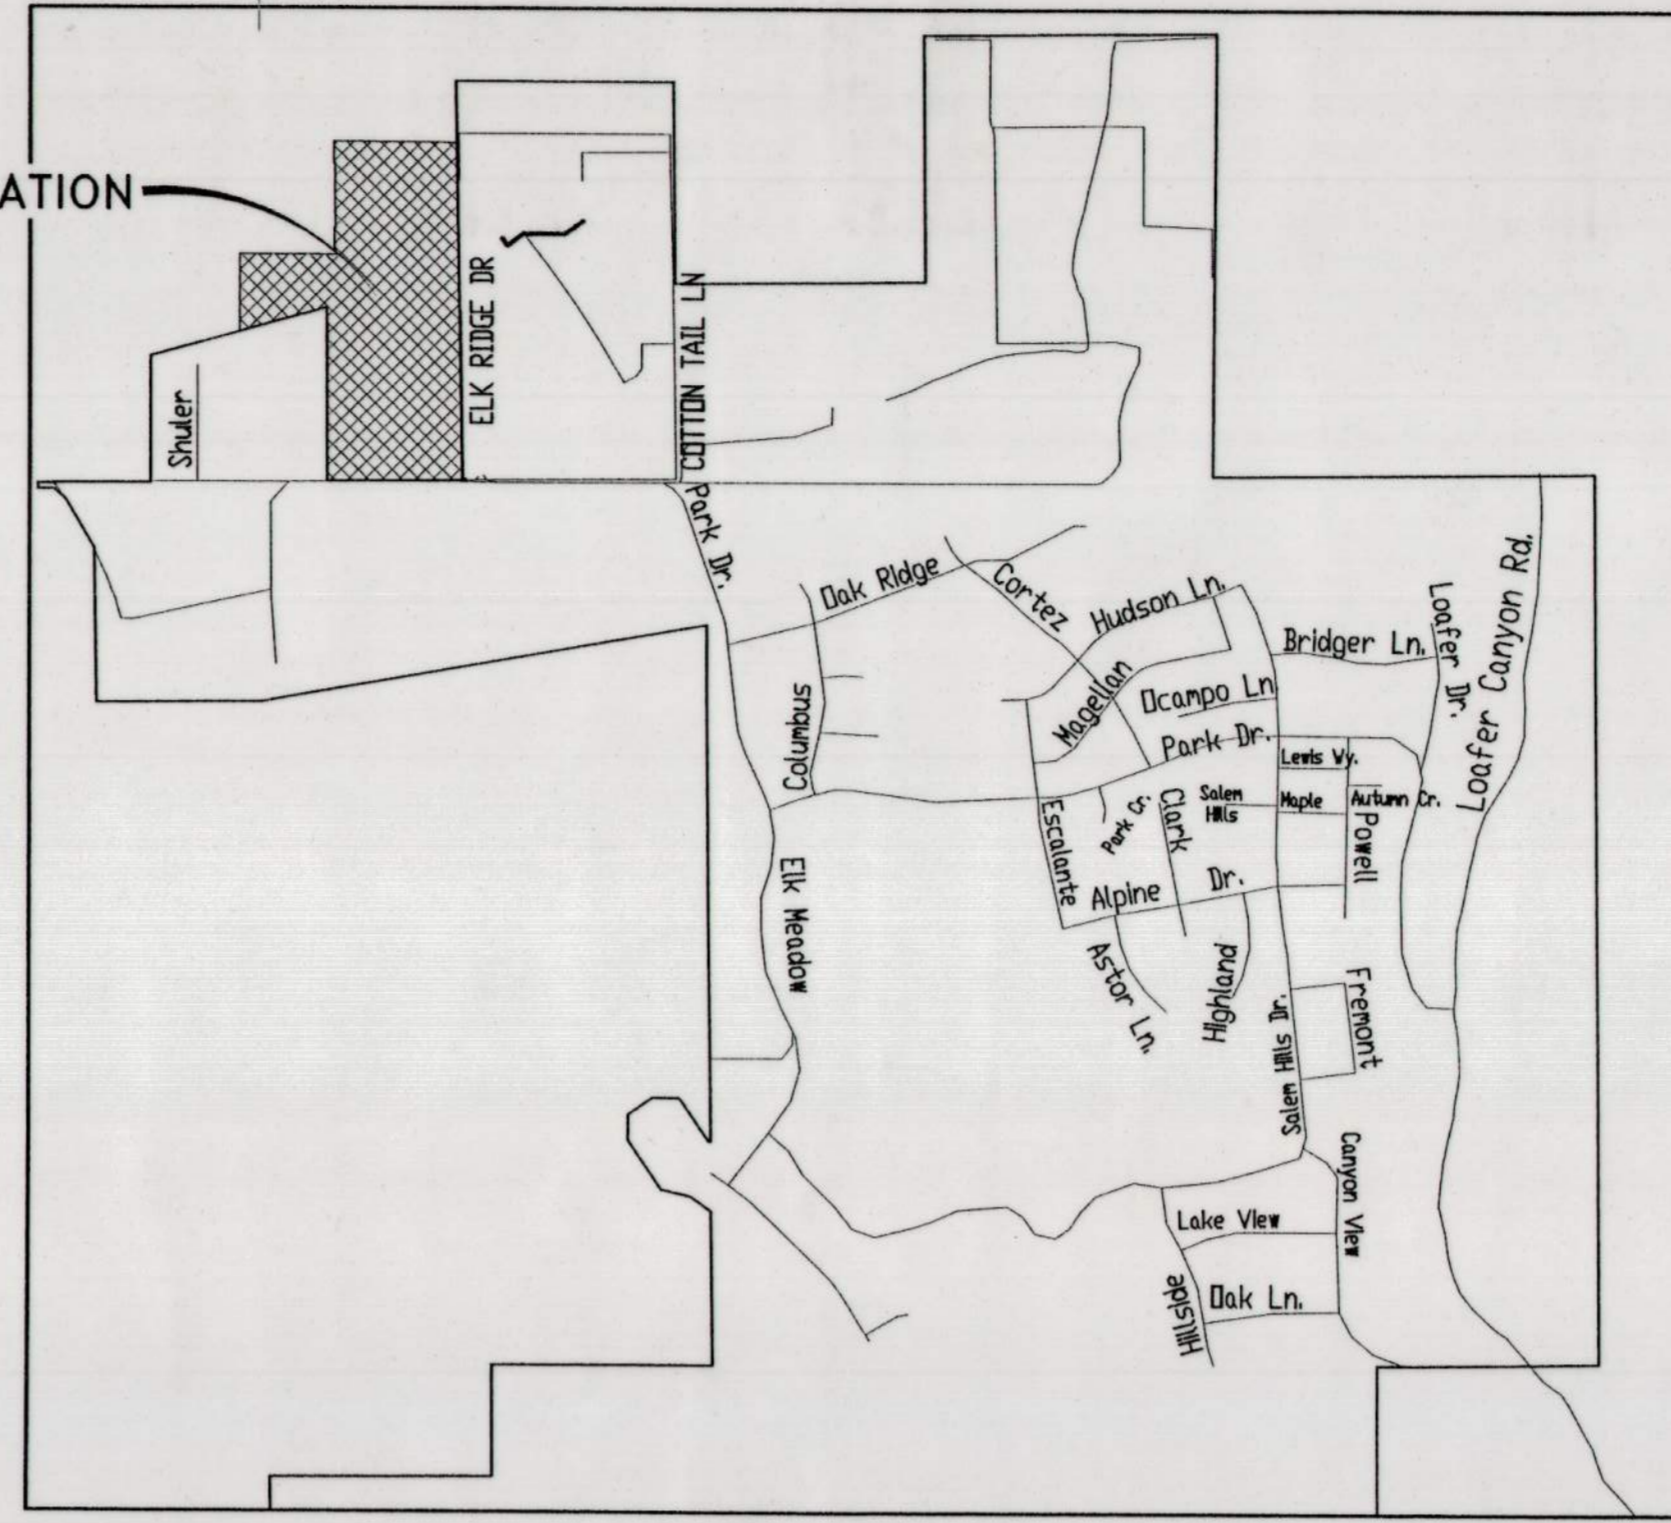 ATION
ELK RIDGE DR
COTTON TAIL LN
Shuler
Park Dr.
Oak Ridge
Cortez
Hudson Ln.
Bridger Ln.
Loafer Dr.
Loafer Canyon Rd.
Magellan
Ocampo Ln
Columbus
Park Dr.
Lewis Wy.
Salem
Hills
Maple
Autumn Cr.
Escalante
Park Cr.
Clark
Powell
Alpine Dr.
Elk Meadow
Astor Ln.
Highland
Salem Hills Dr.
Fremont
Canyon View
Lake View
Hillside
Oak Ln.